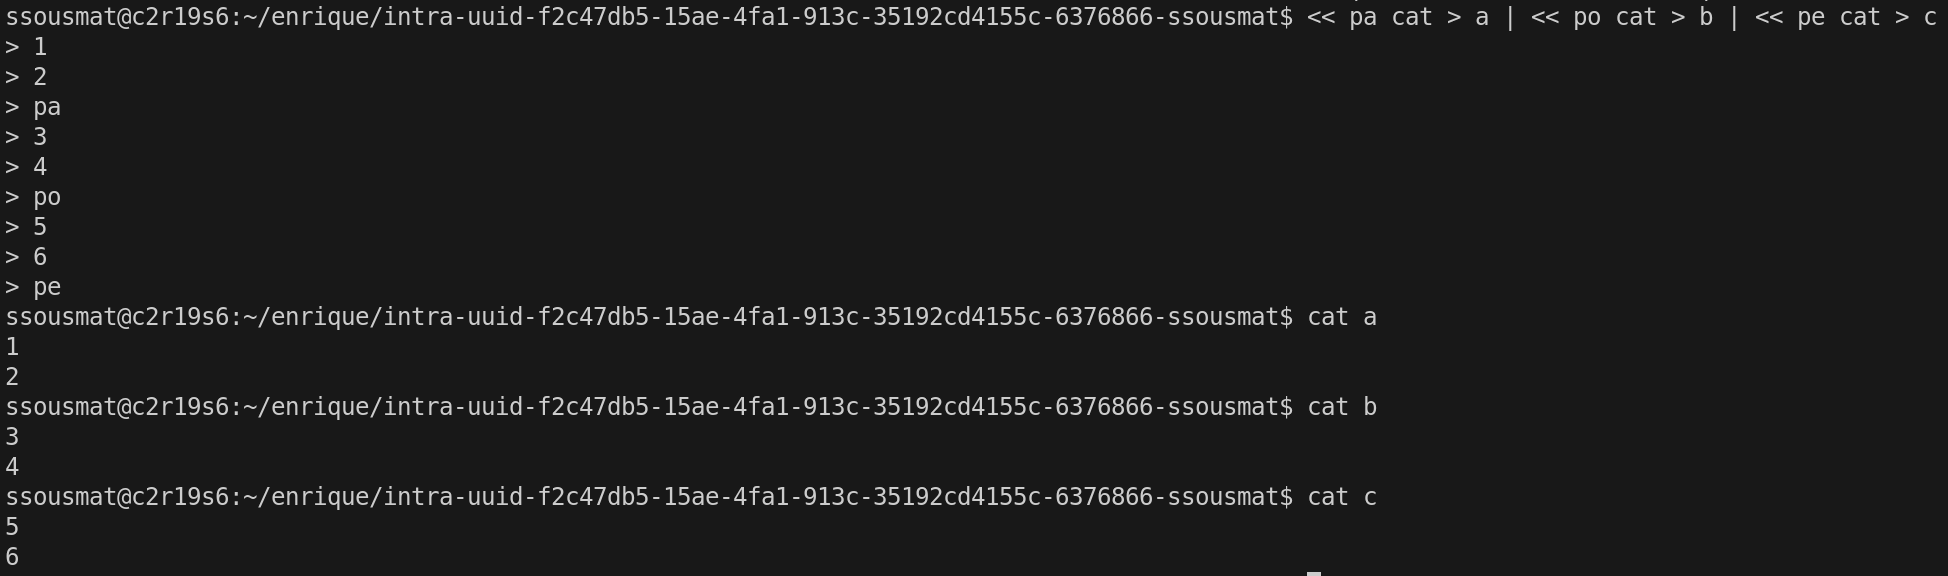 ssousmat@c2r19s6:~/enrique/intra-uuid-f2c47db5-15ae-4fa1-913c-35192cd4155c-6376866-ssousmat$ << pa cat > a | << po cat > b | << pe cat > c
> 1
> 2
> pa
> 3
> 4
> po
> 5
> 6
> pe
ssousmat@c2r19s6:~/enrique/intra-uuid-f2c47db5-15ae-4fa1-913c-35192cd4155c-6376866-ssousmat$ cat a
1
2
ssousmat@c2r19s6:~/enrique/intra-uuid-f2c47db5-15ae-4fa1-913c-35192cd4155c-6376866-ssousmat$ cat b
3
4
ssousmat@c2r19s6:~/enrique/intra-uuid-f2c47db5-15ae-4fa1-913c-35192cd4155c-6376866-ssousmat$ cat c
5
6